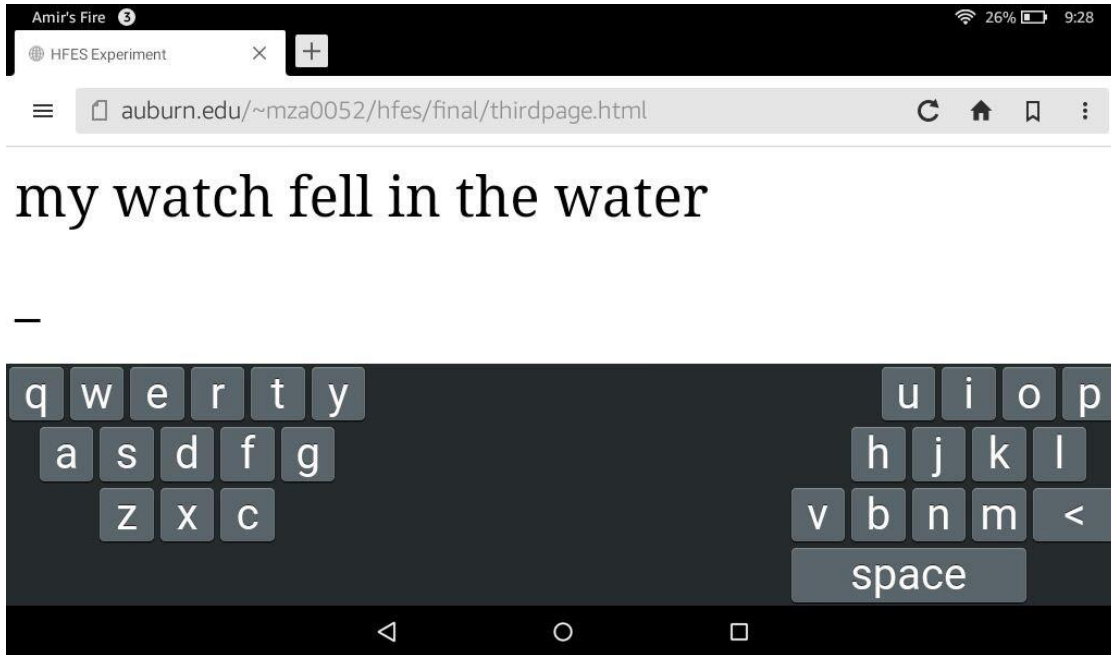 Amir's Fire 3 26% 9:28
HFES Experiment
auburn.edu/~mza0052/hfes/final/thirdpage.html
my watch fell in the water
_
q w e r t y u i o p
a s d f g h j k l
z x c v b n m <
space